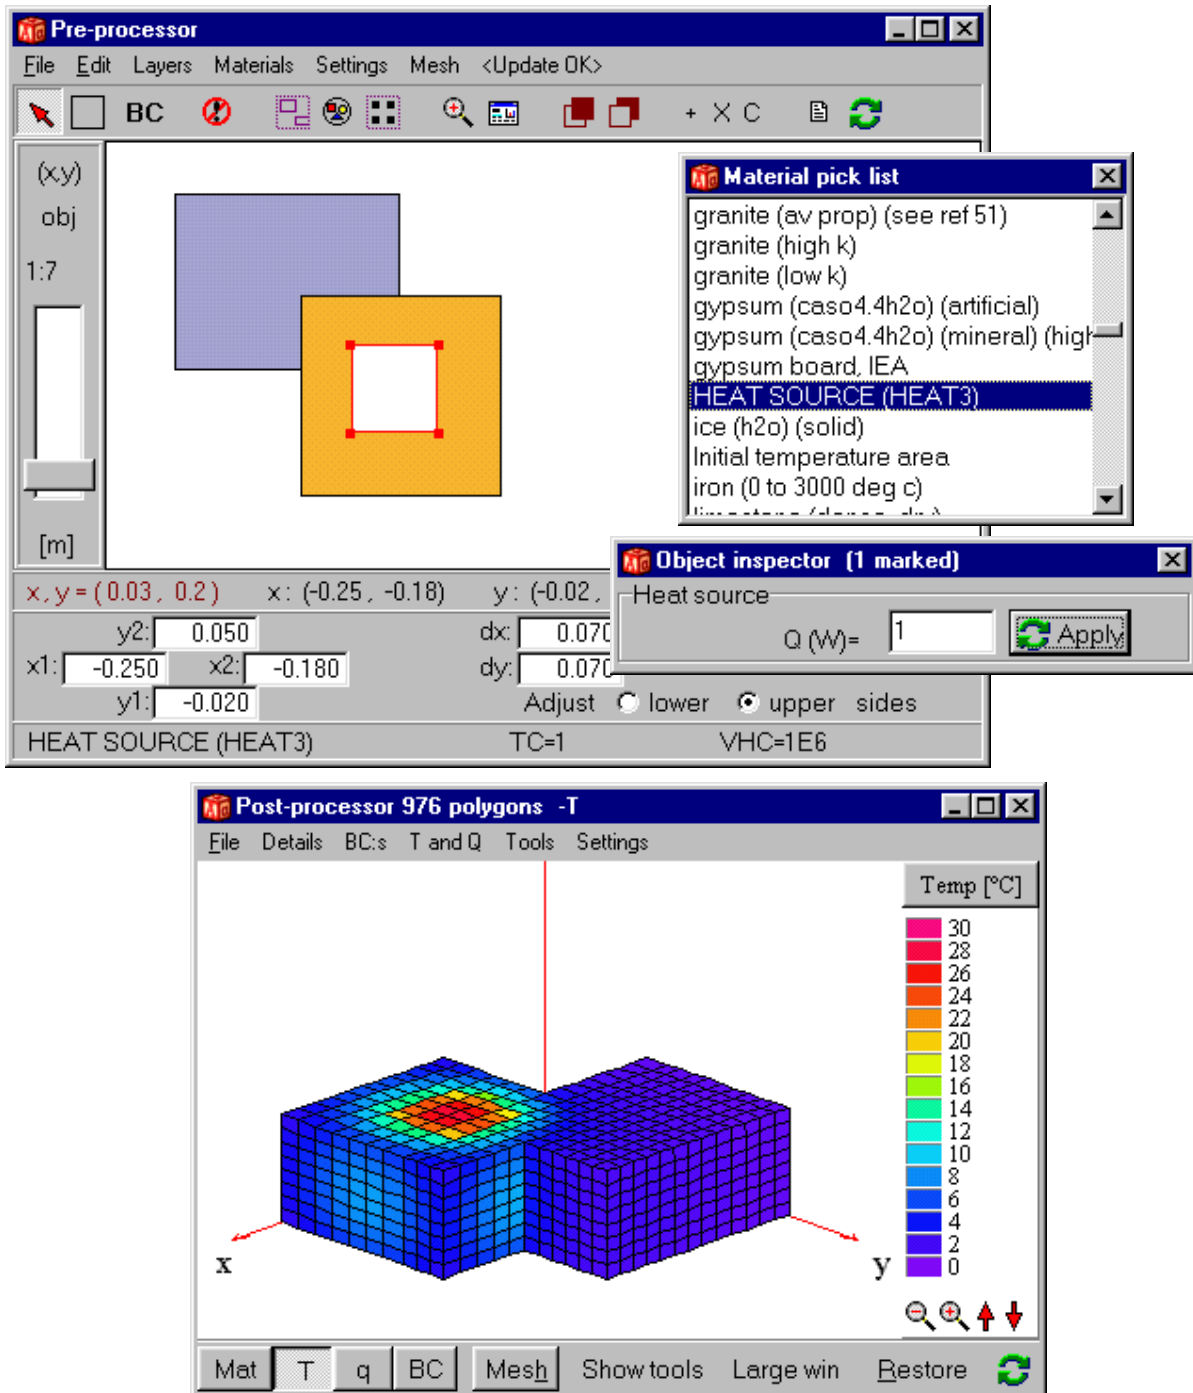 Pre-processor
File Edit Layers Materials Settings Mesh <Update OK>
BC + X C
(x,y)
obj
1:7
[m]
Material pick list
granite (av prop) (see ref 51)
granite (high k)
granite (low k)
gypsum (caso4.4h2o) (artificial)
gypsum (caso4.4h2o) (mineral) (high
gypsum board, IEA
HEAT SOURCE (HEAT3)
ice (h2o) (solid)
Initial temperature area
iron (0 to 3000 deg c)
Object inspector (1 marked)
Heat source
Q (W)= 1 Apply
x, y = ( 0.03 , 0.2 ) x : (-0.25 , -0.18) y : (-0.02 ,
y2: 0.050 dx: 0.070
x1: -0.250 x2: -0.180 dy: 0.070
y1: -0.020 Adjust lower upper sides
HEAT SOURCE (HEAT3) TC=1 VHC=1E6
Post-processor 976 polygons -T
File Details BC:s T and Q Tools Settings
Temp [°C]
30
28
26
24
22
20
18
16
14
12
10
8
6
4
2
0
x
y
Mat T q BC Mesh Show tools Large win Restore